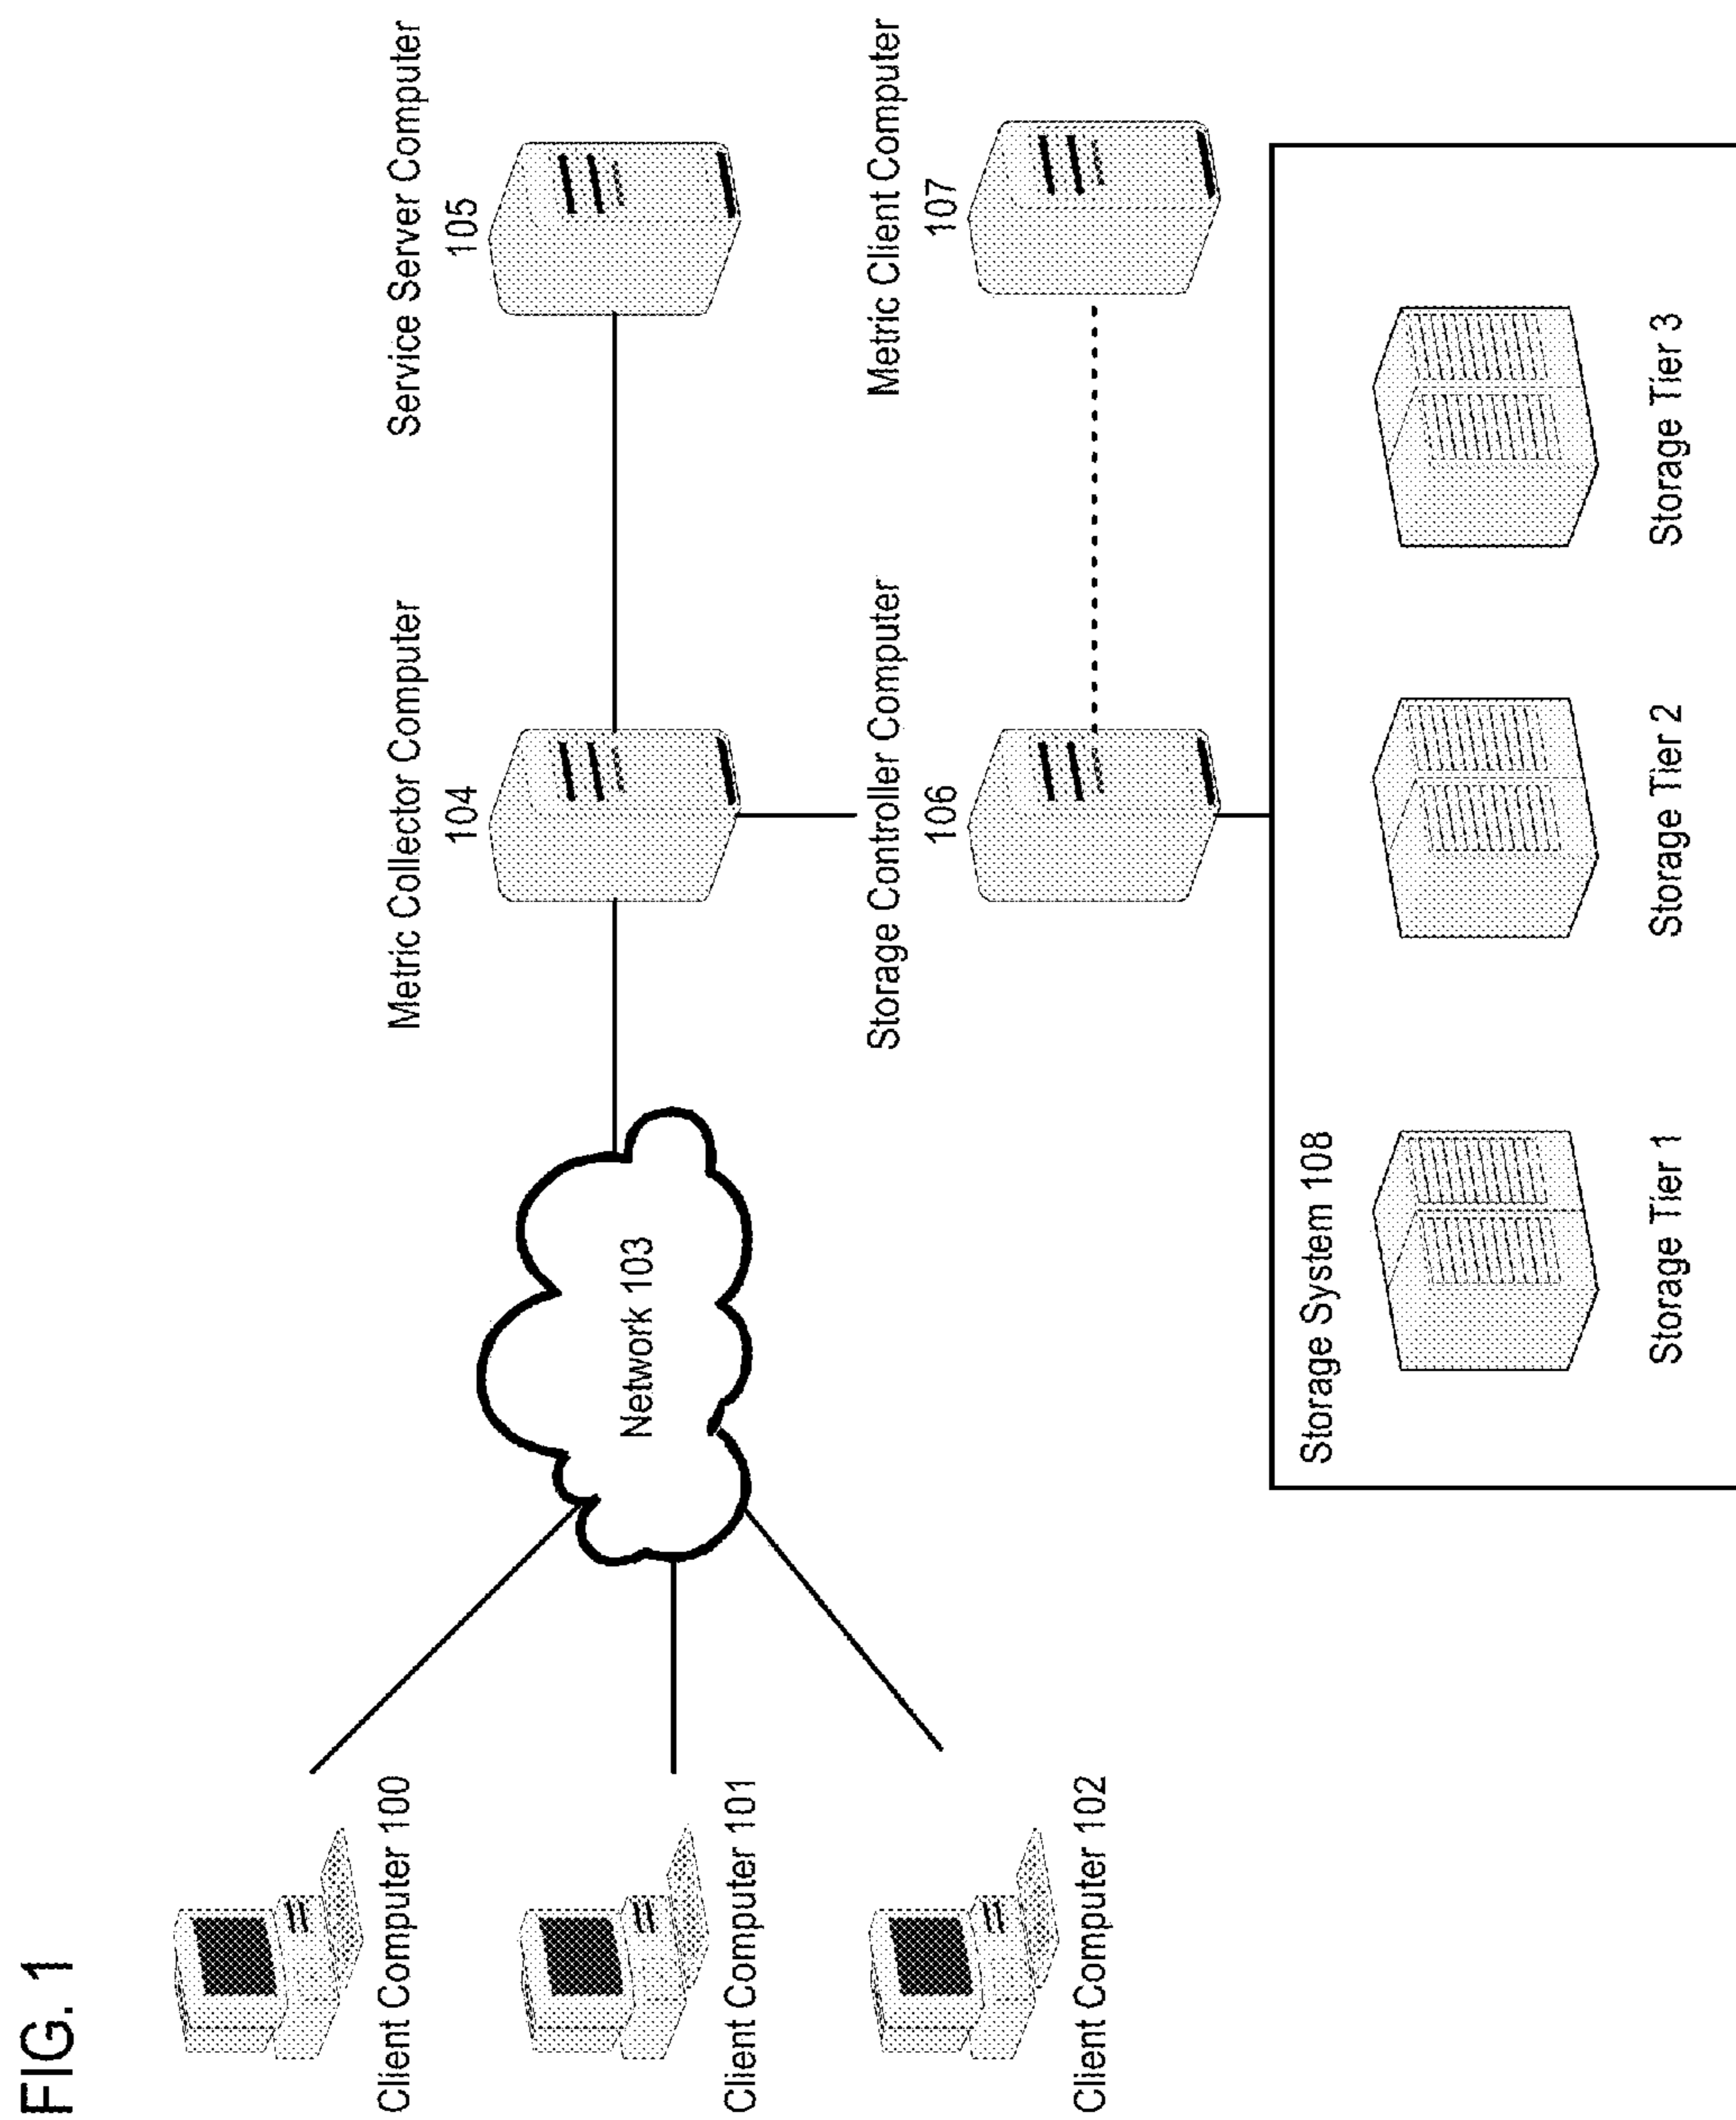 FIG. 1
Client Computer 100
Client Computer 101
Client Computer 102
Network 103
Metric Collector Computer
104
Service Server Computer
105
Storage Controller Computer
106
Metric Client Computer
107
Storage System 108
Storage Tier 1
Storage Tier 2
Storage Tier 3